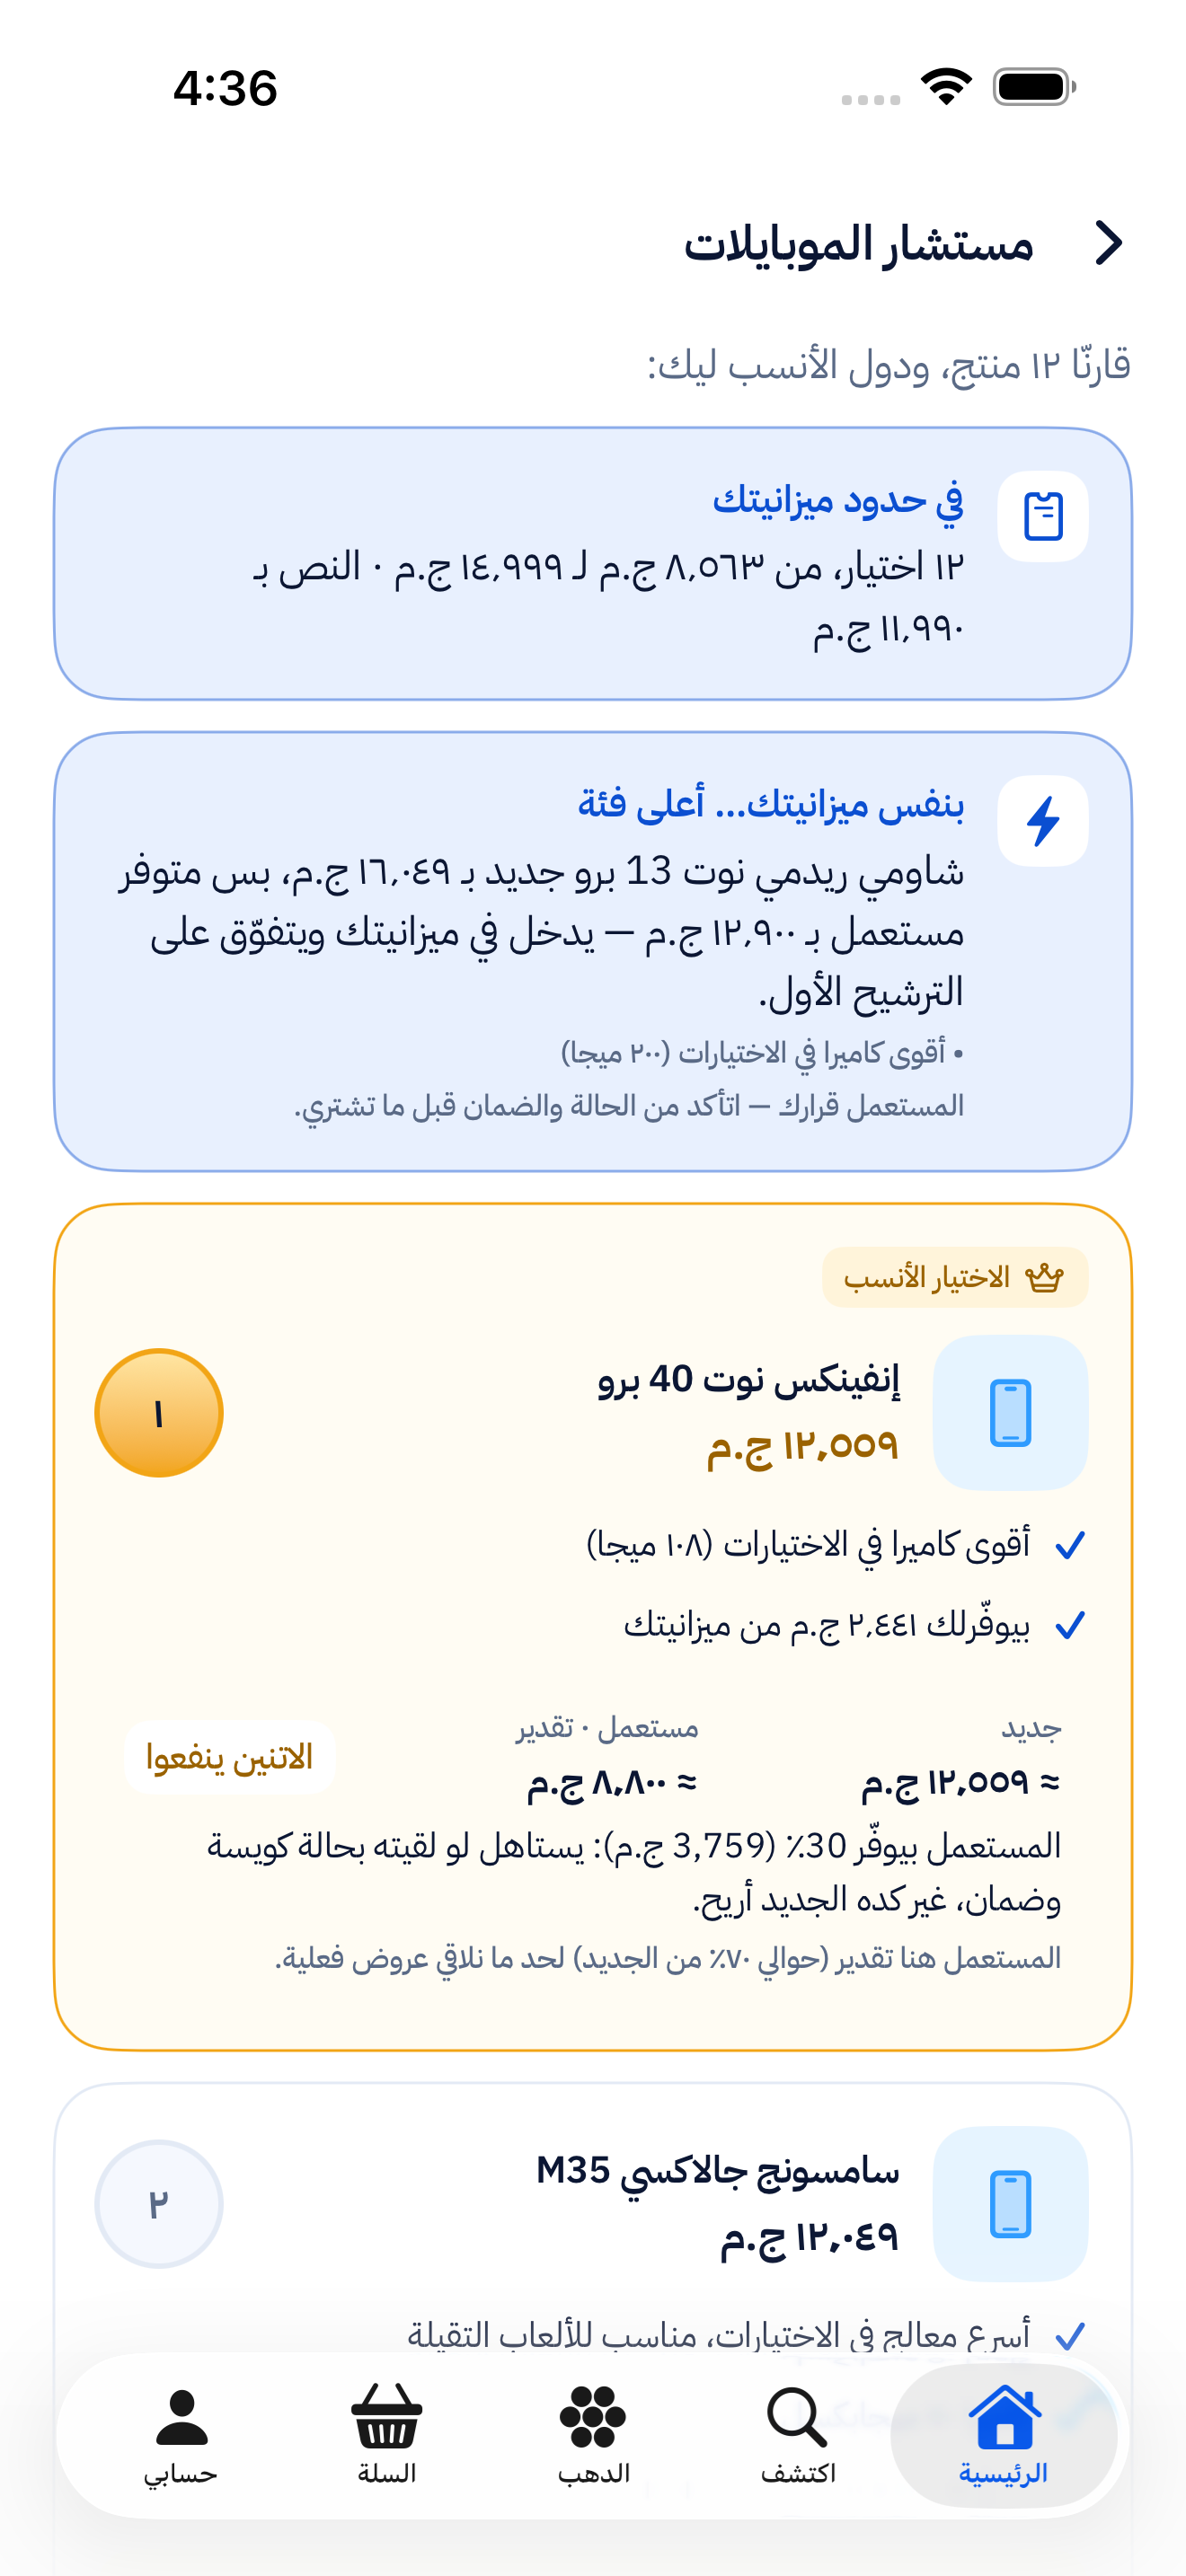 4:36
مستشار الموبايلات
قارنّا ١٢ منتج، ودول الأنسب ليك:
في حدود ميزانيتك
١٢ اختيار، من ٨,٥٦٣ ج.م لـ ١٤,٩٩٩ ج.م · النص بـ
١١,٩٩٠ ج.م
بنفس ميزانيتك... أعلى فئة
شاومي ريدمي نوت 13 برو جديد بـ ١٦,٠٤٩ ج.م، بس متوفر
مستعمل بـ ١٢,٩٠٠ ج.م — يدخل في ميزانيتك ويتفوّق على
الترشيح الأول.
• أقوى كاميرا في الاختيارات (٢٠٠ ميجا)
المستعمل قرارك — اتأكد من الحالة والضمان قبل ما تشتري.
الاختيار الأنسب
إنفينكس نوت 40 برو
١
١٢,٥٥٩ ج.م
أقوى كاميرا في الاختيارات (١٠٨ ميجا)
بيوفّرلك ٢,٤٤١ ج.م من ميزانيتك
جديد
مستعمل · تقدير
≈ ١٢,٥٥٩ ج.م
≈ ٨,٨٠٠ ج.م
الاتنين ينفعوا
المستعمل بيوفّر 30٪ (3,759 ج.م): يستاهل لو لقيته بحالة كويسة
وضمان، غير كده الجديد أريح.
المستعمل هنا تقدير (حوالي ٧٠٪ من الجديد) لحد ما نلاقي عروض فعلية.
سامسونج جالاكسي M35
٢
١٢,٠٤٩ ج.م
أسرع معالج في الاختيارات، مناسب للألعاب التقيلة
الرئيسية
اكتشف
الدهب
السلة
حسابي